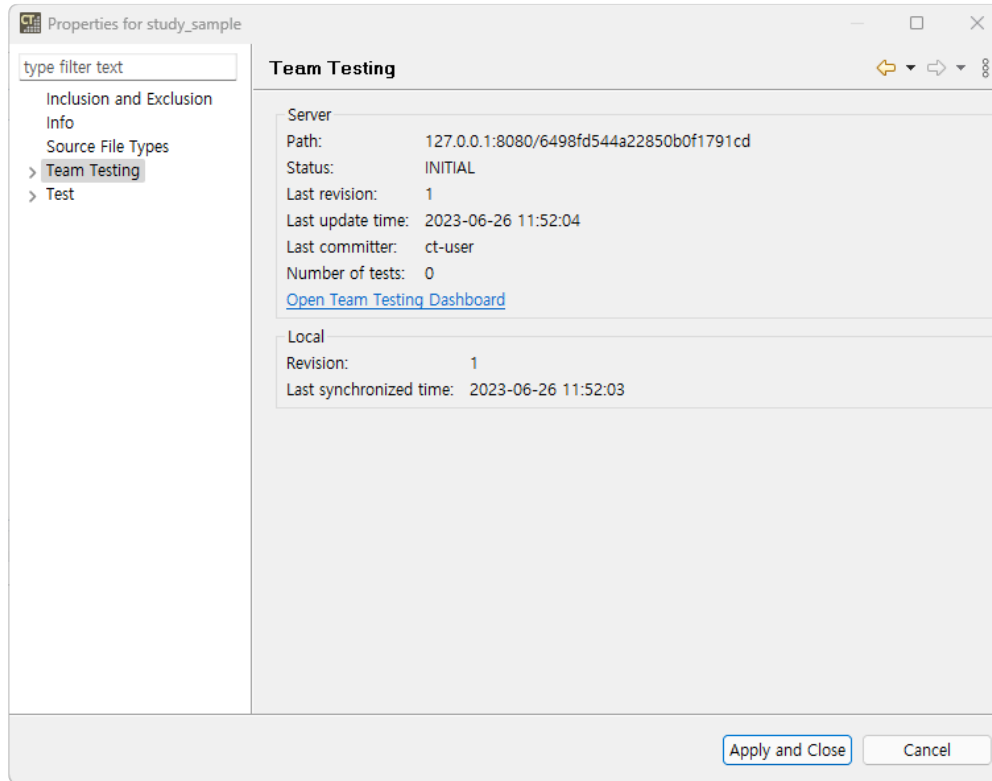 CT
Properties for study_sample
type filter text
Inclusion and Exclusion
Info
Source File Types
Team Testing
Test
Team Testing
Server
Path: 127.0.0.1:8080/6498fd544a22850b0f1791cd
Status: INITIAL
Last revision: 1
Last update time: 2023-06-26 11:52:04
Last committer: ct-user
Number of tests: 0
Open Team Testing Dashboard
Local
Revision: 1
Last synchronized time: 2023-06-26 11:52:03
Apply and Close
Cancel